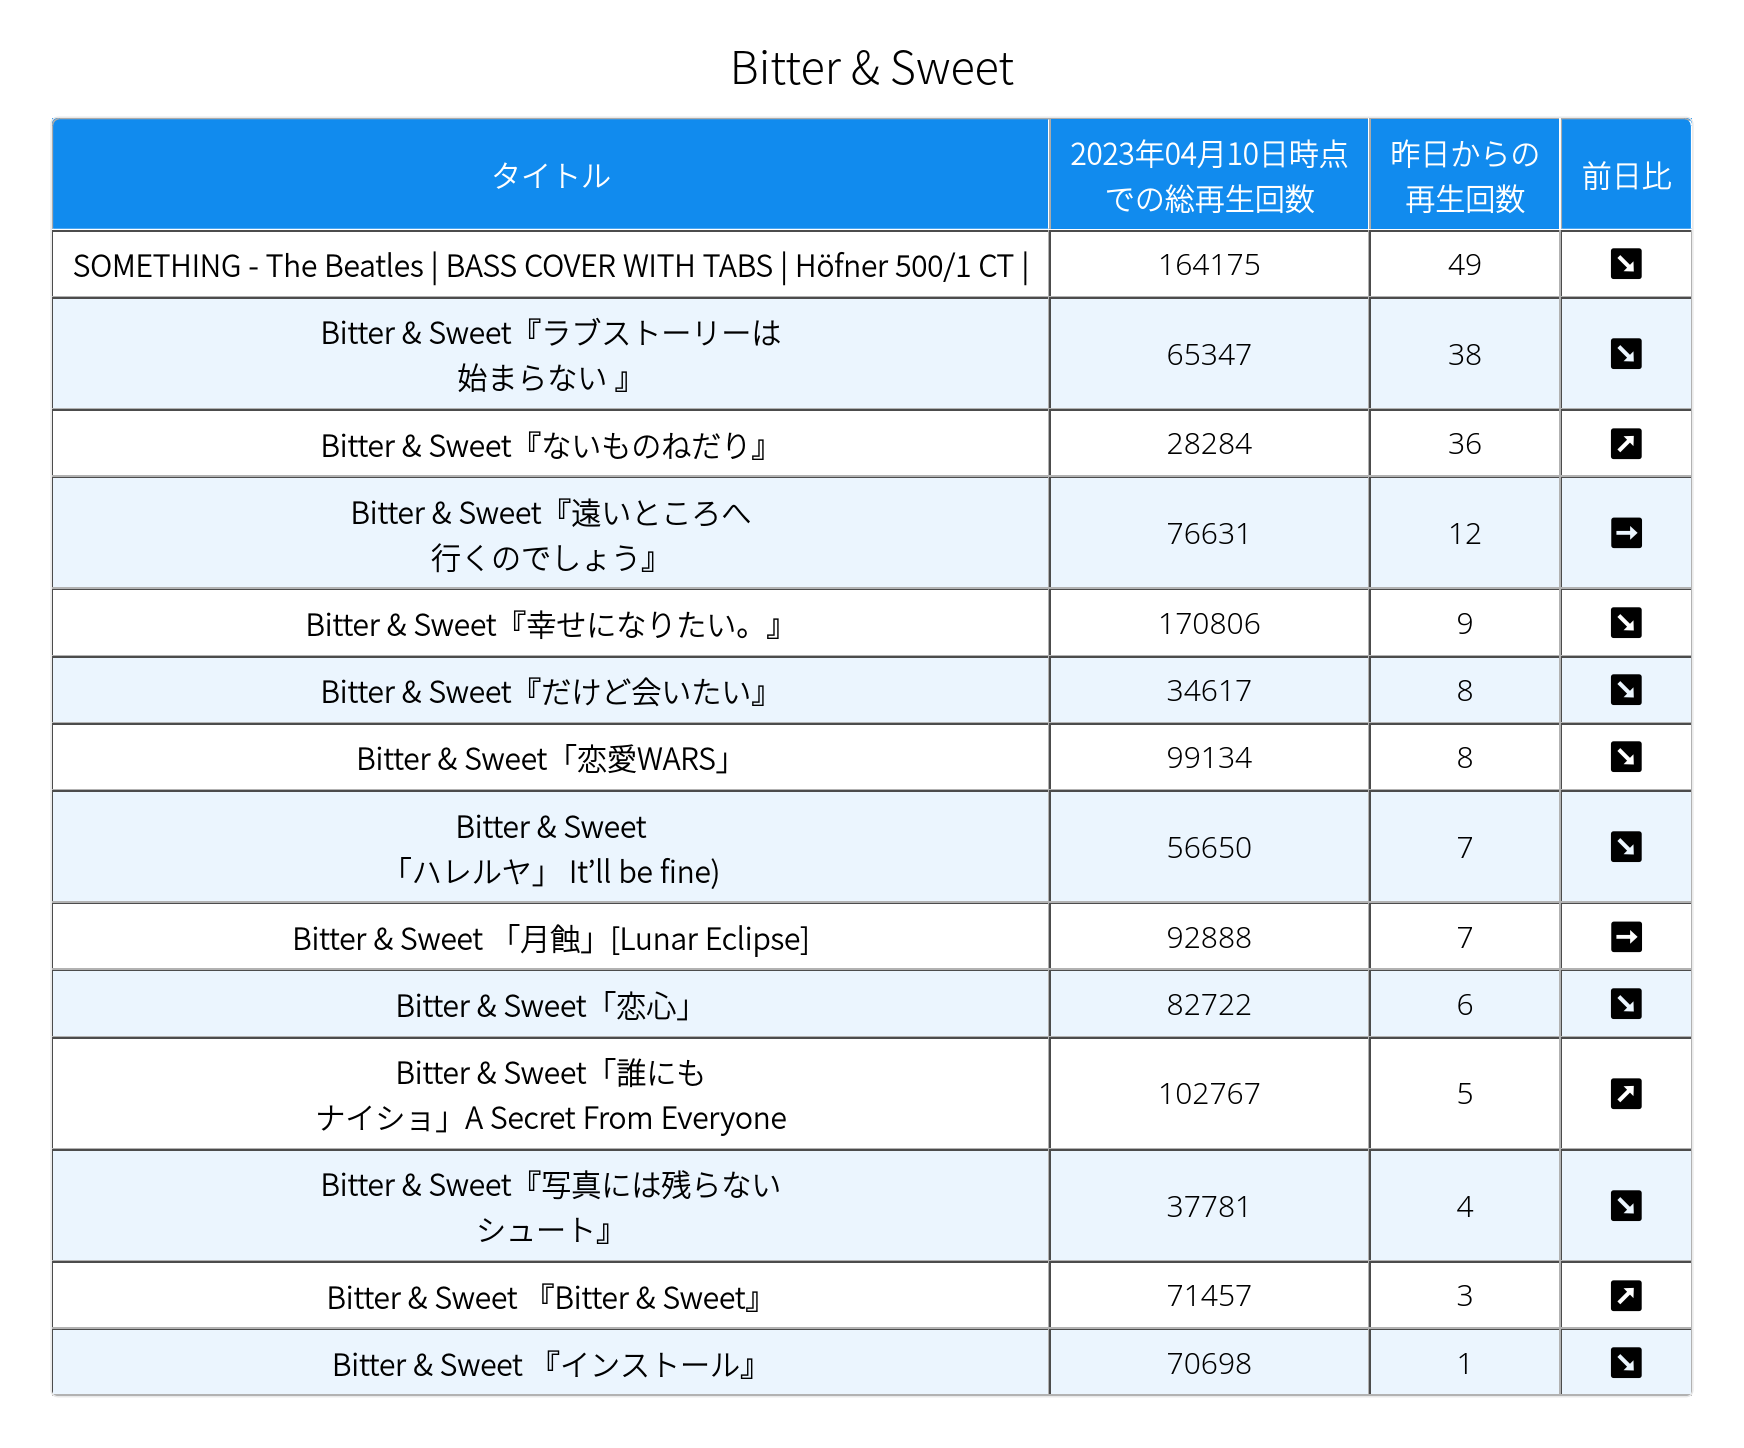 Bitter & Sweet
タイトル
2023年04月10日時点
での総再生回数
昨日からの
再生回数
前日比
SOMETHING - The Beatles | BASS COVER WITH TABS | Höfner 500/1 CT |
164175
49
Bitter & Sweet『ラブストーリーは
始まらない 』
65347
38
Bitter & Sweet『ないものねだり』
28284
36
Bitter & Sweet『遠いところへ
行くのでしょう』
76631
12
Bitter & Sweet『幸せになりたい。』
170806
9
Bitter & Sweet『だけど会いたい』
34617
8
Bitter & Sweet「恋愛WARS」
99134
8
Bitter & Sweet
「ハレルヤ」 It’ll be fine)
56650
7
Bitter & Sweet 「月蝕」[Lunar Eclipse]
92888
7
Bitter & Sweet「恋心」
82722
6
Bitter & Sweet「誰にも
ナイショ」A Secret From Everyone
102767
5
Bitter & Sweet『写真には残らない
シュート』
37781
4
Bitter & Sweet 『Bitter & Sweet』
71457
3
Bitter & Sweet 『インストール』
70698
1